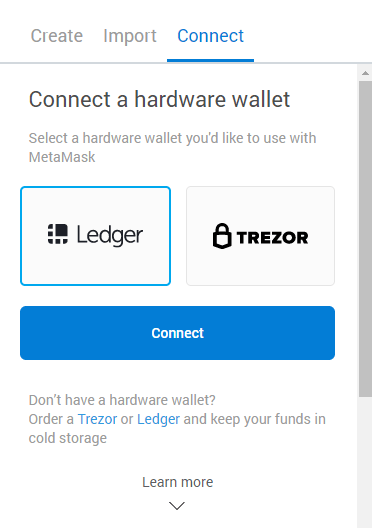 Create Import Connect
Connect a hardware wallet
Select a hardware wallet you'd like to use with
MetaMask
Ledger TREZOR
Connect
Don't have a hardware wallet?
Order a Trezor or Ledger and keep your funds in
cold storage
Learn more